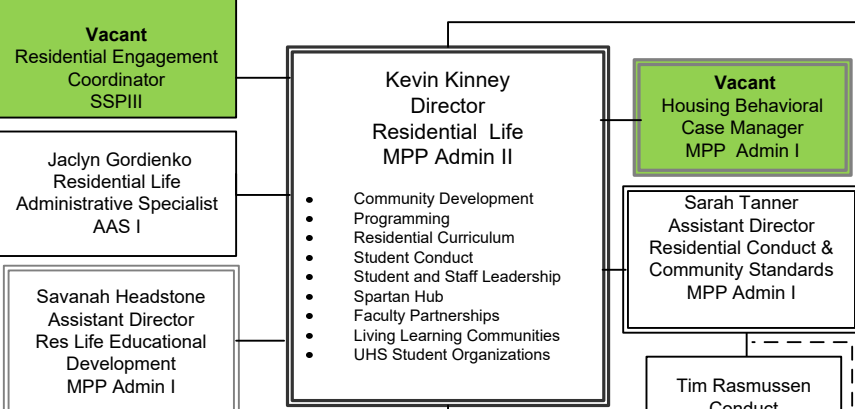 Vacant
Residential Engagement
Coordinator
SSPIII
Jaclyn Gordienko
Residential Life
Administrative Specialist
AAS I
Savanah Headstone
Assistant Director
Res Life Educational
Development
MPP Admin I
Kevin Kinney
Director
Residential Life
MPP Admin II
• Community Development
• Programming
• Residential Curriculum
• Student Conduct
• Student and Staff Leadership
• Spartan Hub
• Faculty Partnerships
• Living Learning Communities
• UHS Student Organizations
Vacant
Housing Behavioral
Case Manager
MPP Admin I
Sarah Tanner
Assistant Director
Residential Conduct &
Community Standards
MPP Admin I
Tim Rasmussen
Conduct